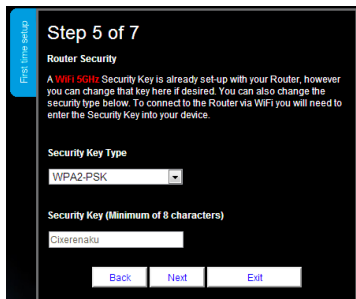 First time setup
Step 5 of 7
Router Security
A WiFi 5GHz Security Key is already set-up with your Router, however
you can change that key here if desired. You can also change the
security type below. To connect to the Router via WiFi you will need to
enter the Security Key into your device.
Security Key Type
WPA2-PSK
Security Key (Minimum of 8 characters)
Cixerenaku
Back Next Exit